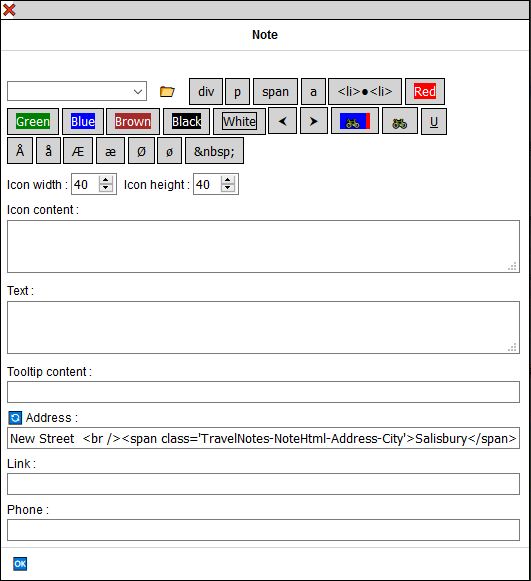 Note
div p span a <li>●<li> Red
Green Blue Brown Black White ⮜ ⮞ U
Å å Æ æ Ø ø &nbsp;
Icon width : 40 Icon height : 40
Icon content :
Text :
Tooltip content :
Address :
New Street  <br /><span class='TravelNotes-NoteHtml-Address-City'>Salisbury</span>
Link :
Phone :
OK